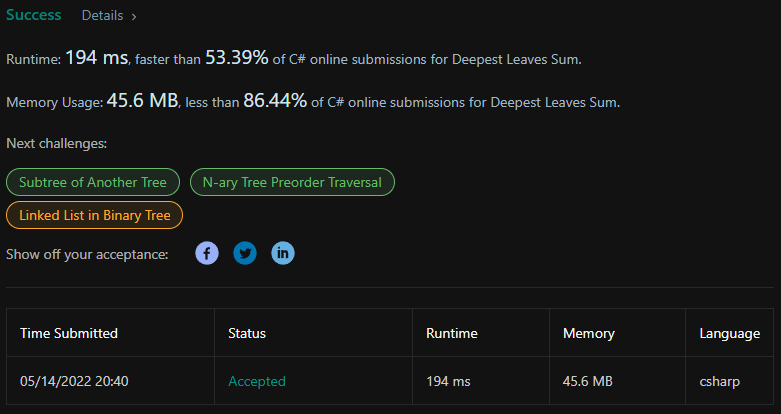 Success Details >
Runtime: 194 ms, faster than 53.39% of C# online submissions for Deepest Leaves Sum.
Memory Usage: 45.6 MB, less than 86.44% of C# online submissions for Deepest Leaves Sum.
Next challenges:
Subtree of Another Tree N-ary Tree Preorder Traversal
Linked List in Binary Tree
Show off your acceptance: f in
Time Submitted Status Runtime Memory Language
05/14/2022 20:40 Accepted 194 ms 45.6 MB csharp